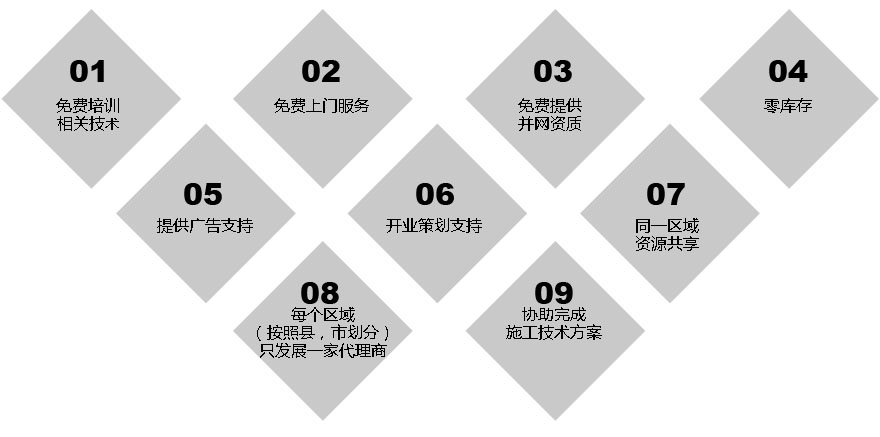 01
免费培训
相关技术
02
免费上门服务
03
免费提供
并网资质
04
零库存
05
提供广告支持
06
开业策划支持
07
同一区域
资源共享
08
每个区域
（按照县，市划分）
只发展一家代理商
09
协助完成
施工技术方案